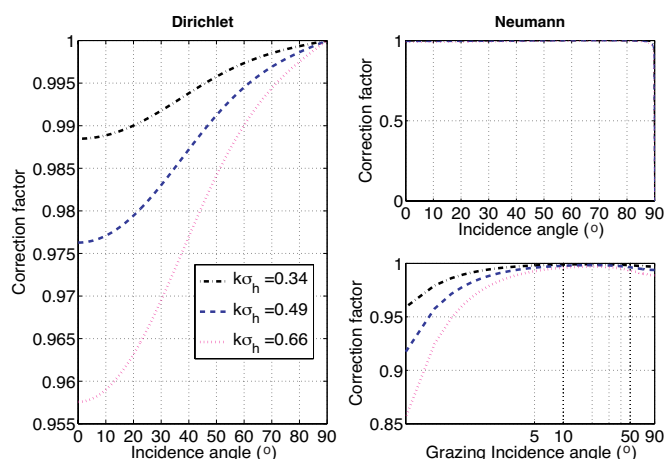 Dirichlet
Correction factor
1
0.995
0.99
0.985
0.98
0.975
0.97
0.965
0.96
0.955
kσh =0.34
kσh =0.49
kσh =0.66
0 10 20 30 40 50 60 70 80 90
Incidence angle (o)
Neumann
Correction factor
1
0.5
0
0 10 20 30 40 50 60 70 80 90
Incidence angle (o)
Correction factor
1
0.95
0.9
0.85
5 10 50 90
Grazing Incidence angle (o)